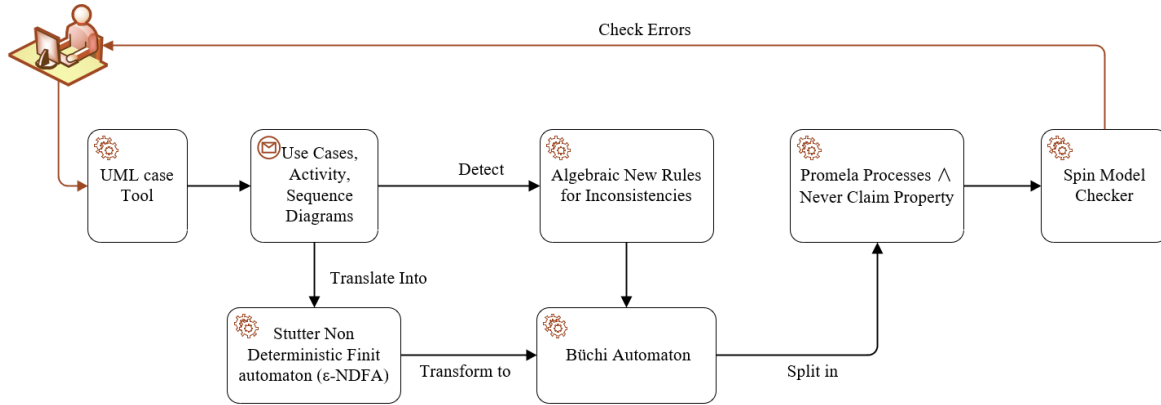 Check Errors
UML case
Tool
Use Cases,
Activity,
Sequence
Diagrams
Detect
Algebraic New Rules
for Inconsistencies
Promela Processes ∧
Never Claim Property
Spin Model
Checker
Translate Into
Stutter Non
Deterministic Finit
automaton (ε-NDFA)
Transform to
Büchi Automaton
Split in